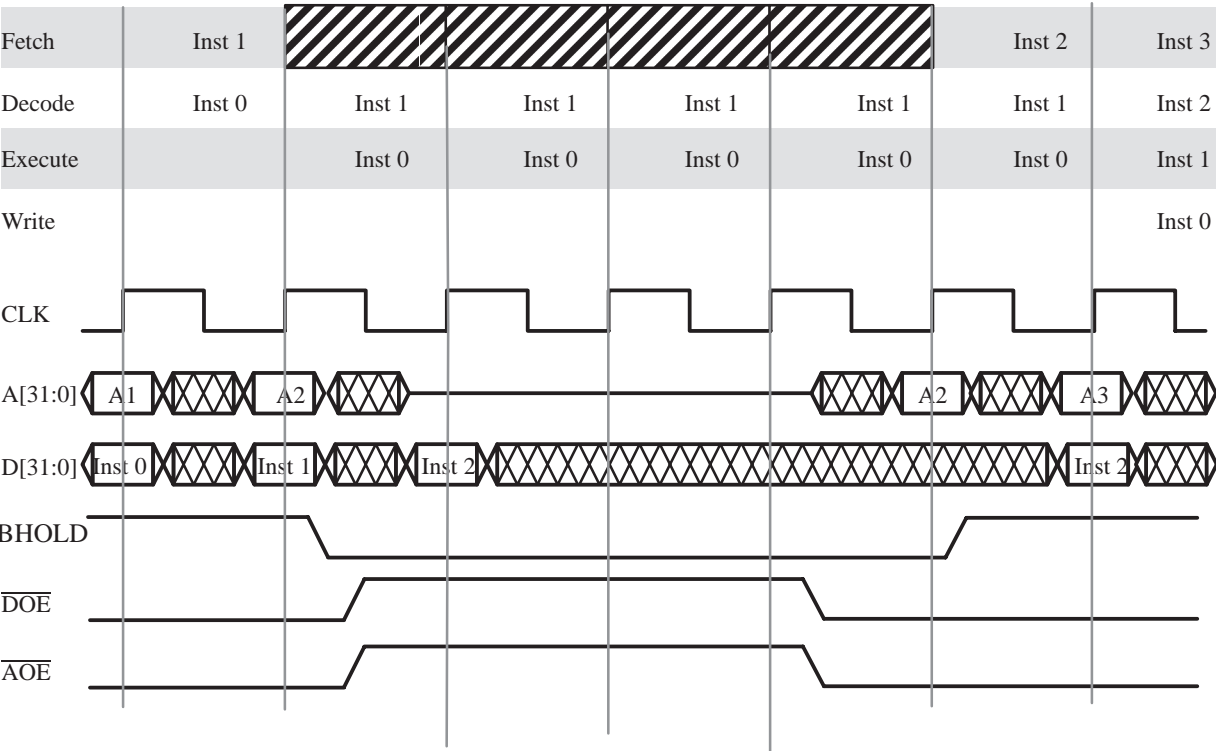 Fetch Inst 1 Inst 2 Inst 3
Decode Inst 0 Inst 1 Inst 1 Inst 1 Inst 1 Inst 1 Inst 2
Execute Inst 0 Inst 0 Inst 0 Inst 0 Inst 0 Inst 1
Write Inst 0
CLK
A[31:0] A1 A2 A2 A3
D[31:0] Inst 0 Inst 1 Inst 2 Inst 2
BHOLD
DOE
AOE